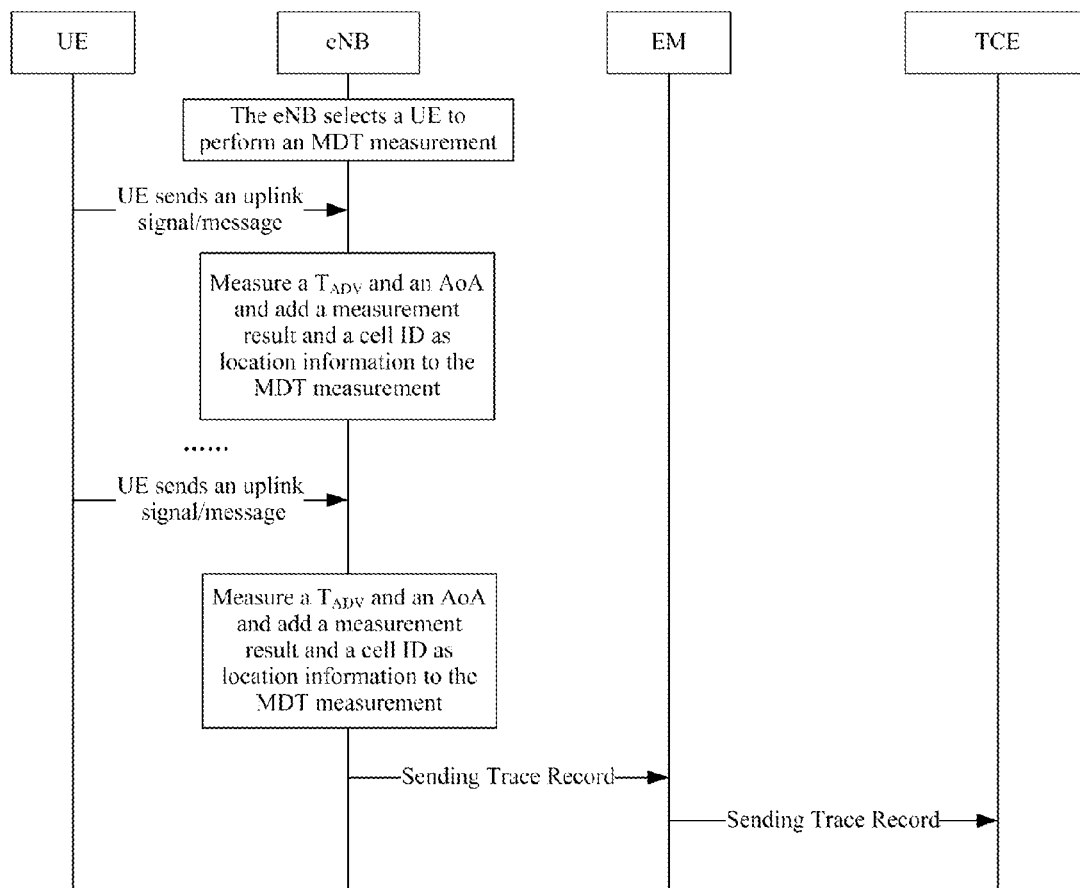 UE
eNB
EM
TCE
The eNB selects a UE to
perform an MDT measurement
UE sends an uplink
signal/message
Measure a TADV and an AoA
and add a measurement
result and a cell ID as
location information to the
MDT measurement
......
UE sends an uplink
signal/message
Measure a TADV and an AoA
and add a measurement
result and a cell ID as
location information to the
MDT measurement
Sending Trace Record
Sending Trace Record